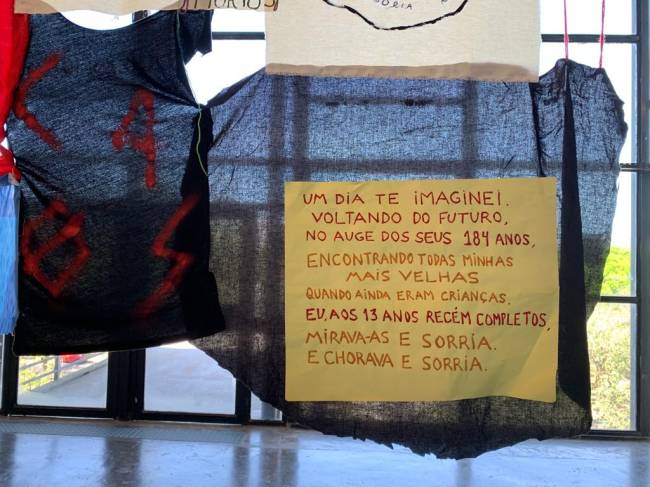 K A
O S
UM DIA TE IMAGINEI.
VOLTANDO DO FUTURO,
NO AUGE DOS SEUS 184 ANOS,
ENCONTRANDO TODAS MINHAS
MAIS VELHAS
QUANDO AINDA ERAM CRIANÇAS.
EU, AOS 13 ANOS RECÉM COMPLETOS,
MIRAVA-AS E SORRIA.
E CHORAVA E SORRIA.